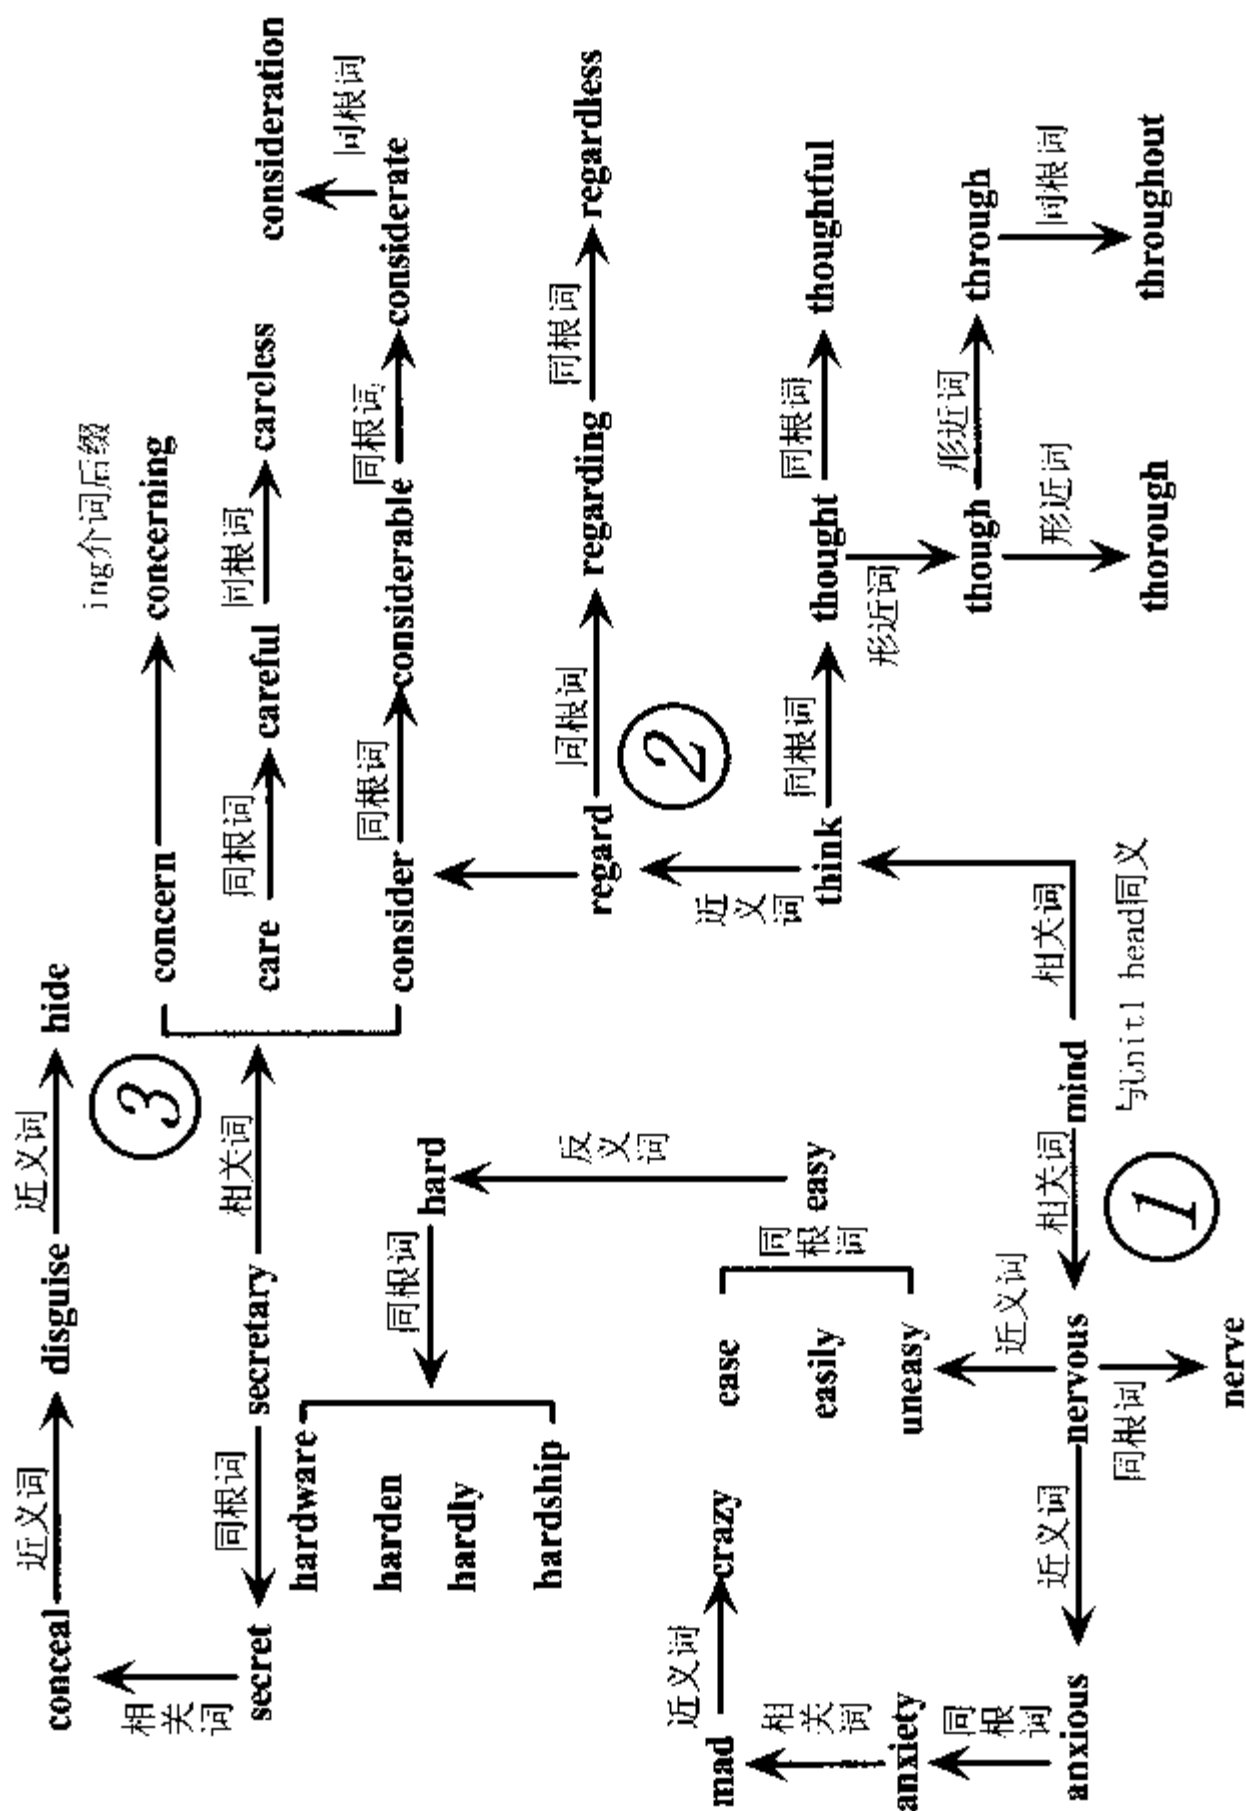 近义词 近义词
conceal disguise hide
ing介词后缀
相关词 ③ concern concerning
同根词 相关词 同根词 同根词
secret secretary care careful careless consideration
hardware
同根词 同根词 同根词
harden 同根词 consider considerable considerate
hardly hard
hardship
同根词 同根词
regard regarding regardless
反义词
近义词 ②
mad crazy ease 近义词
相关词 同根词 同根词 同根词
easily easy think thought thoughtful
anxiety uneasy 形近词
同根词 形近词
近义词 though through
近义词 相关词 相关词 形近词 同根词
anxious nervous mind
同根词 与Unit1 head同义
① thorough throughout
nerve